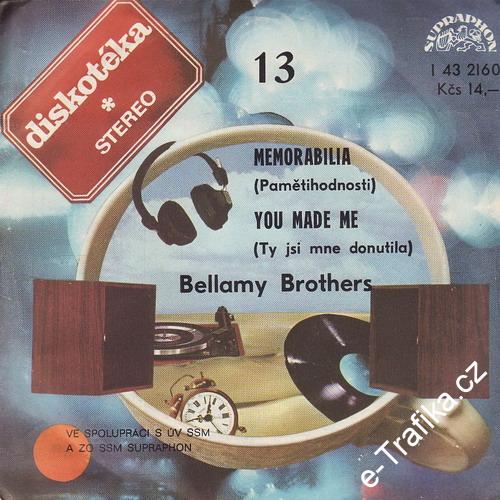 diskotéka
*
STEREO
13
SUPRAPHON
1 43 2160
Kčs 14,—
MEMORABILIA
(Pamětihodnosti)
YOU MADE ME
(Ty jsi mne donutila)
Bellamy Brothers
VE SPOLUPRÁCI S ÚV SSM
A ZO SSM SUPRAPHON
e-Trafika.cz